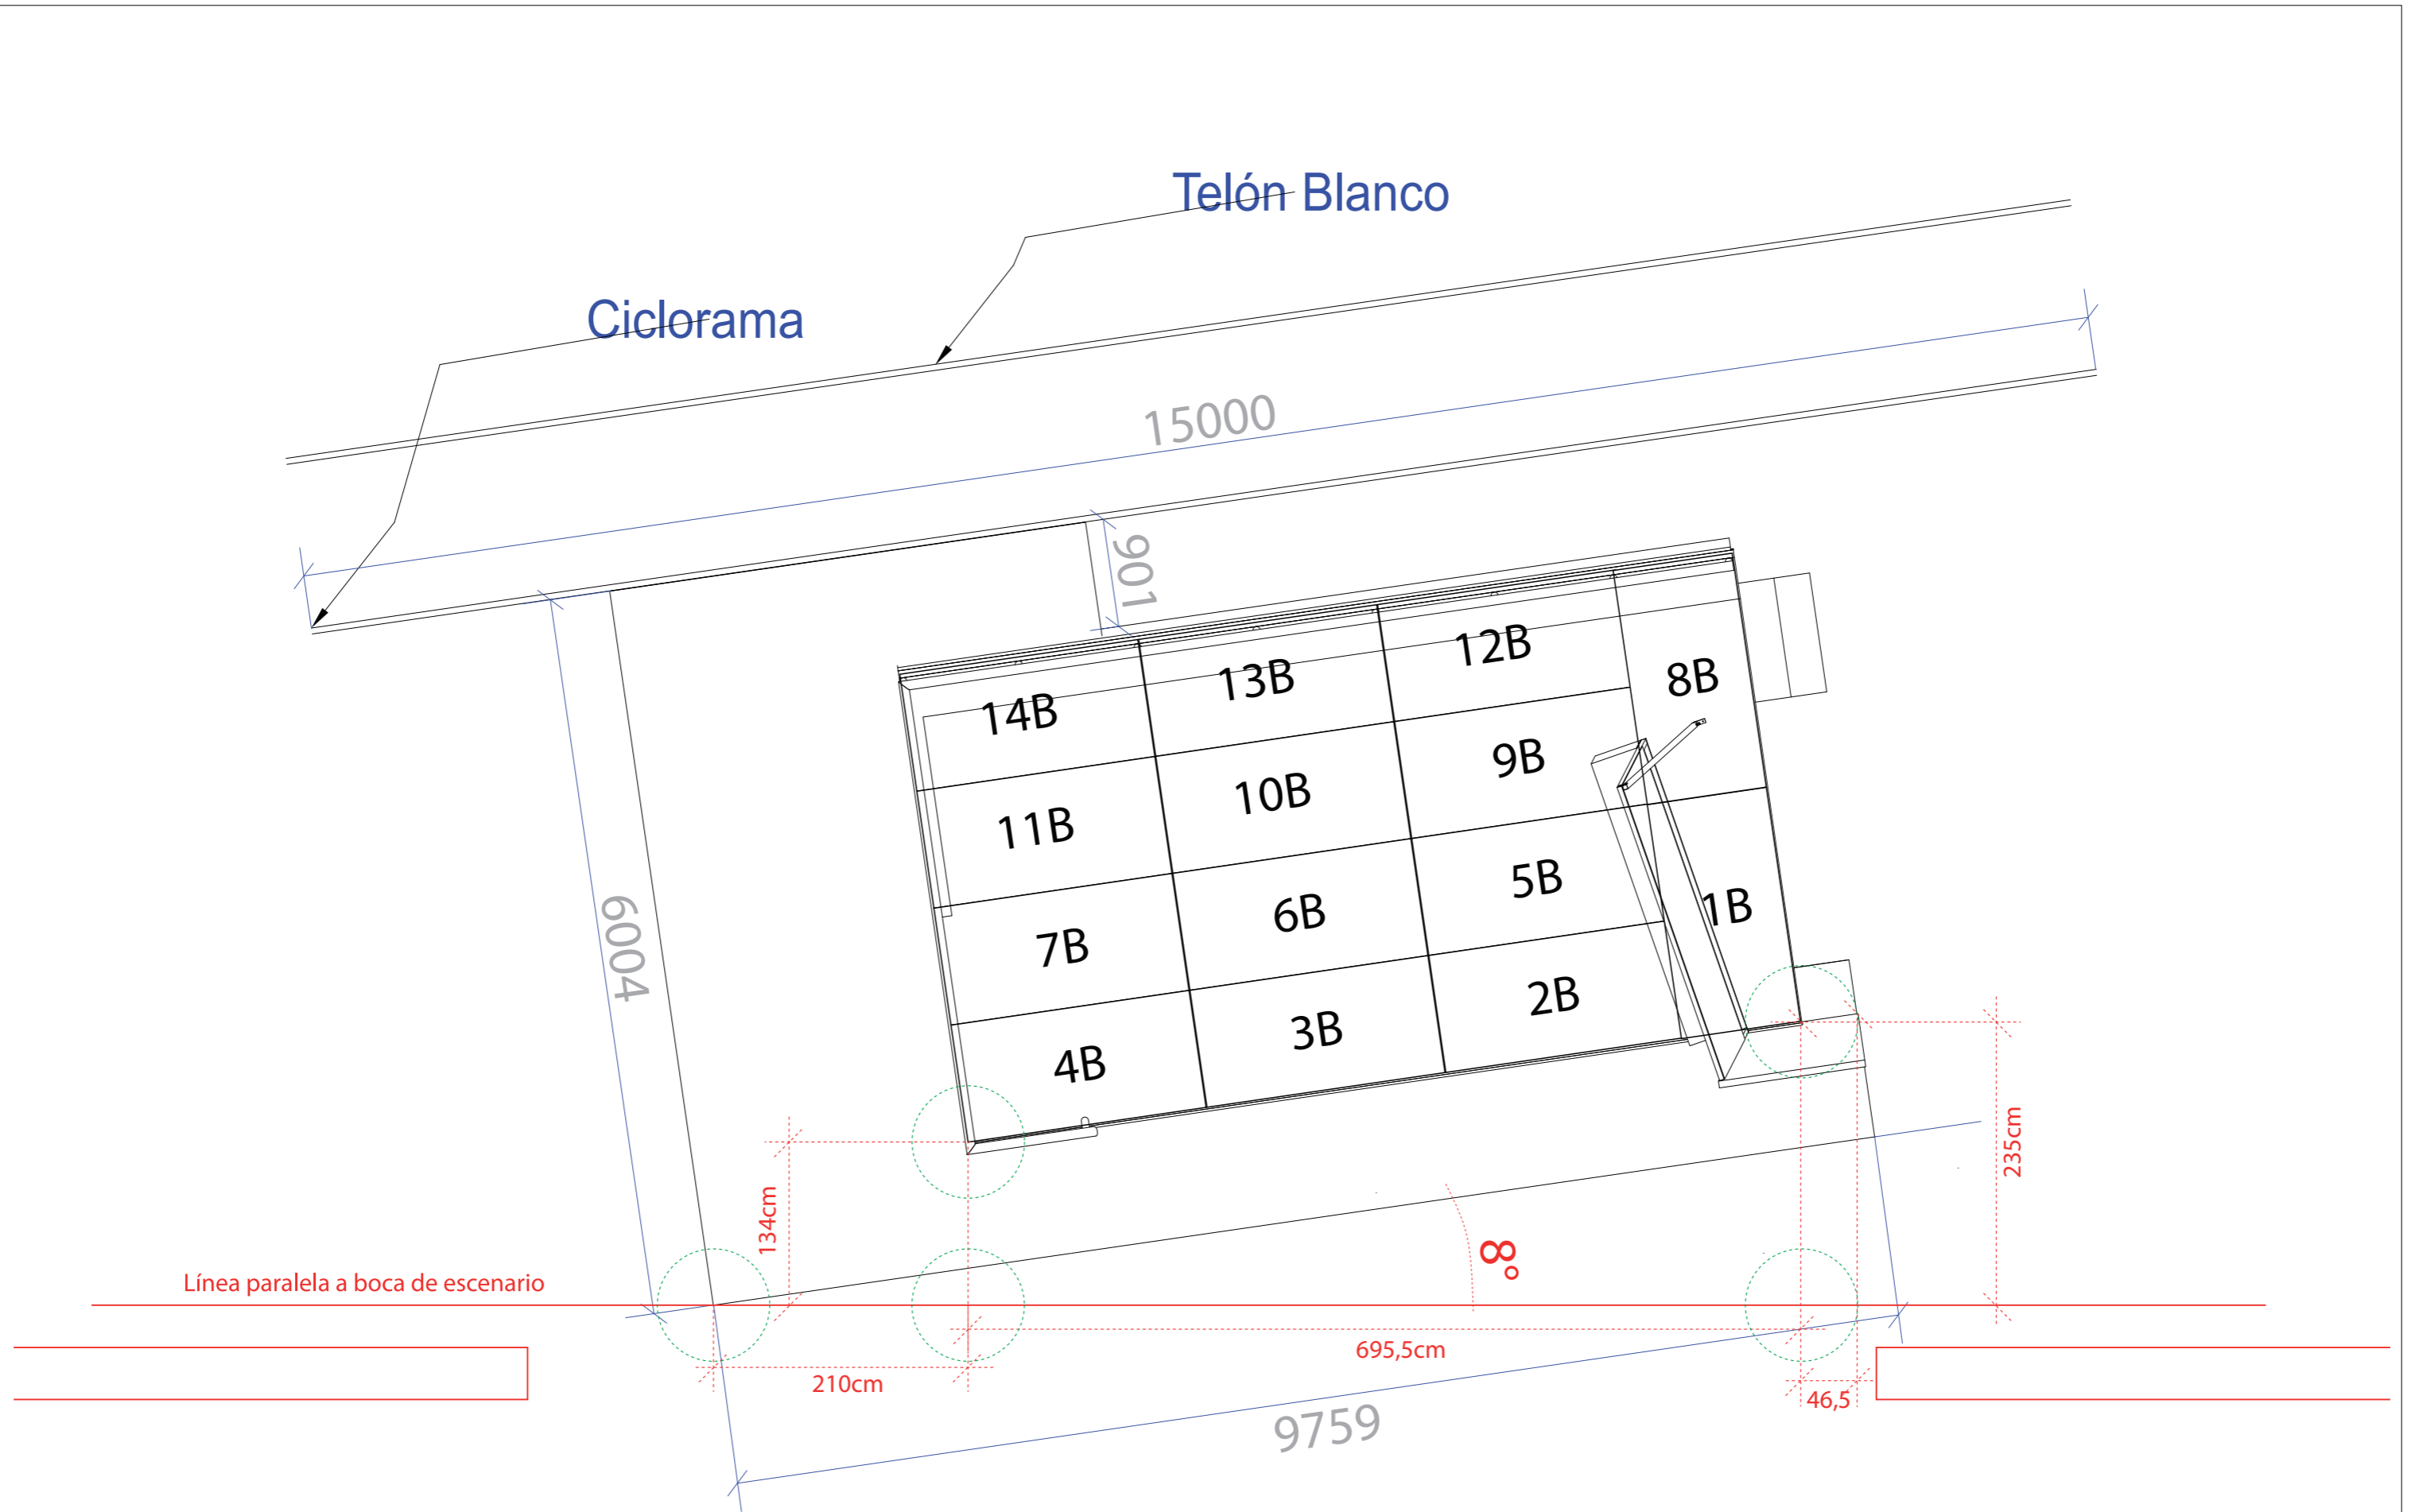 Telón Blanco
Ciclorama
15000
901
12B
13B
8B
14B
9B
10B
11B
5B
1B
6B
7B
2B
3B
4B
6004
235cm
134cm
8°
Línea paralela a boca de escenario
695,5cm
210cm
46,5
9759